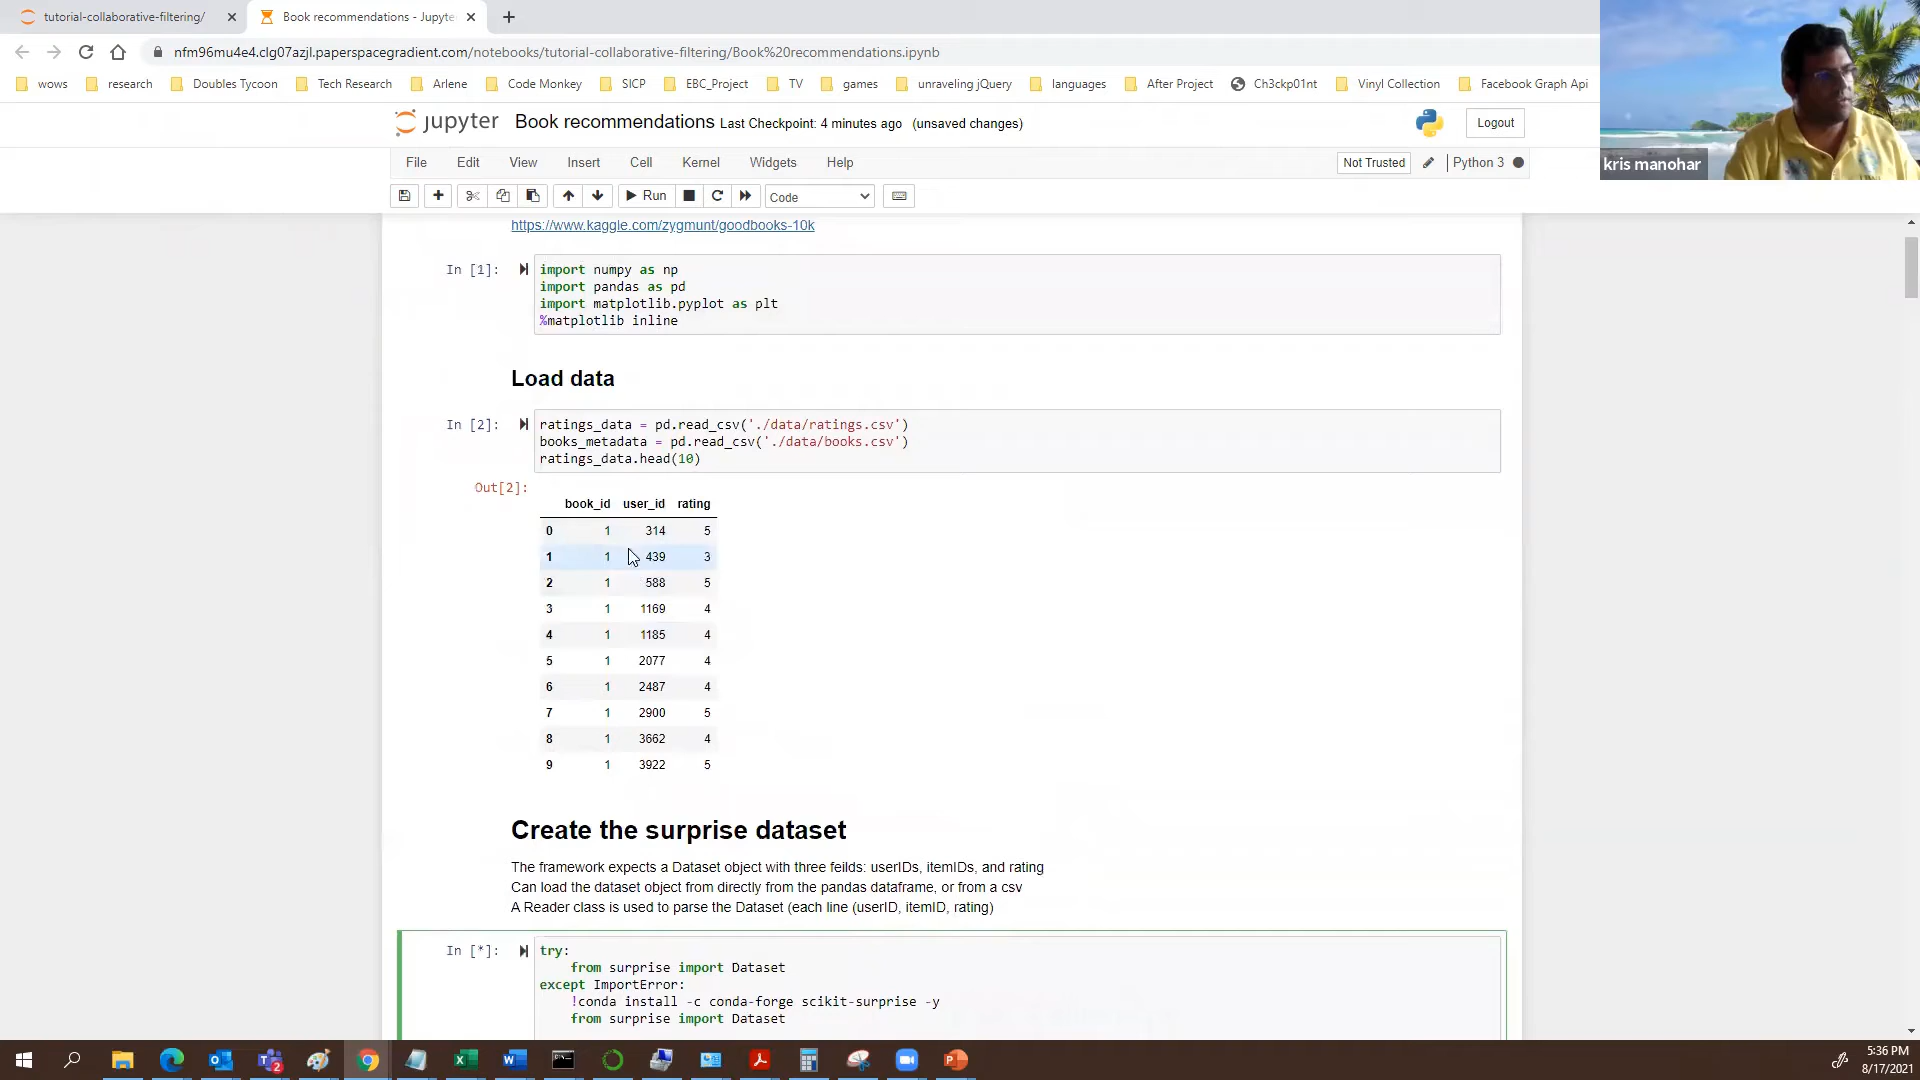 tutorial-collaborative-filtering/
Book recommendations - Jupyte
nfm96mu4e4.clg07azjl.paperspacegradient.com/notebooks/tutorial-collaborative-filtering/Book%20recommendations.ipynb
wows
research
Doubles Tycoon
Tech Research
Arlene
Code Monkey
SICP
EBC_Project
TV
games
unraveling jQuery
languages
After Project
Ch3ckp01nt
Vinyl Collection
Facebook Graph Api
kris manohar
jupyter Book recommendations Last Checkpoint: 4 minutes ago (unsaved changes)
Logout
File Edit View Insert Cell Kernel Widgets Help
Not Trusted
Python 3
Run
Code
https://www.kaggle.com/zygmunt/goodbooks-10k
In [1]:
import numpy as np
import pandas as pd
import matplotlib.pyplot as plt
%matplotlib inline
Load data
In [2]:
ratings_data = pd.read_csv('./data/ratings.csv')
books_metadata = pd.read_csv('./data/books.csv')
ratings_data.head(10)
Out[2]:
book_id user_id rating
0 1 314 5
1 1 439 3
2 1 588 5
3 1 1169 4
4 1 1185 4
5 1 2077 4
6 1 2487 4
7 1 2900 5
8 1 3662 4
9 1 3922 5
Create the surprise dataset
The framework expects a Dataset object with three feilds: userIDs, itemIDs, and rating
Can load the dataset object from directly from the pandas dataframe, or from a csv
A Reader class is used to parse the Dataset (each line (userID, itemID, rating)
In [*]:
try:
from surprise import Dataset
except ImportError:
!conda install -c conda-forge scikit-surprise -y
from surprise import Dataset
5:36 PM
8/17/2021